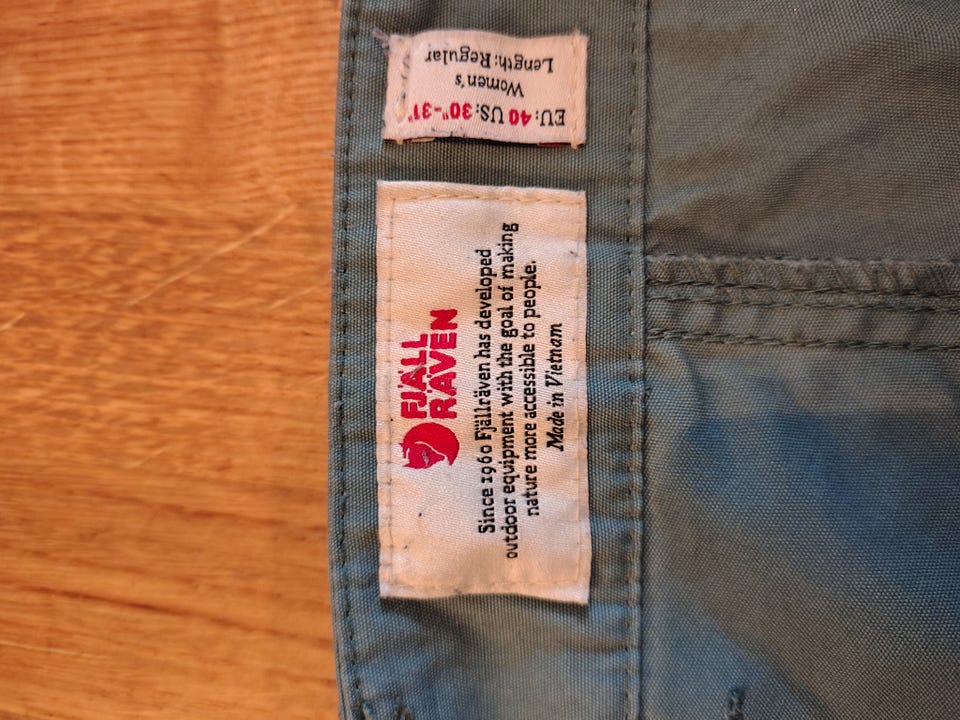 EU: 40 US: 30"-31"
Women's
Length: Regular
FJÄLL
RÄVEN
Since 1960 Fjällräven has developed
outdoor equipment with the goal of making
nature more accessible to people.
Made in Vietnam